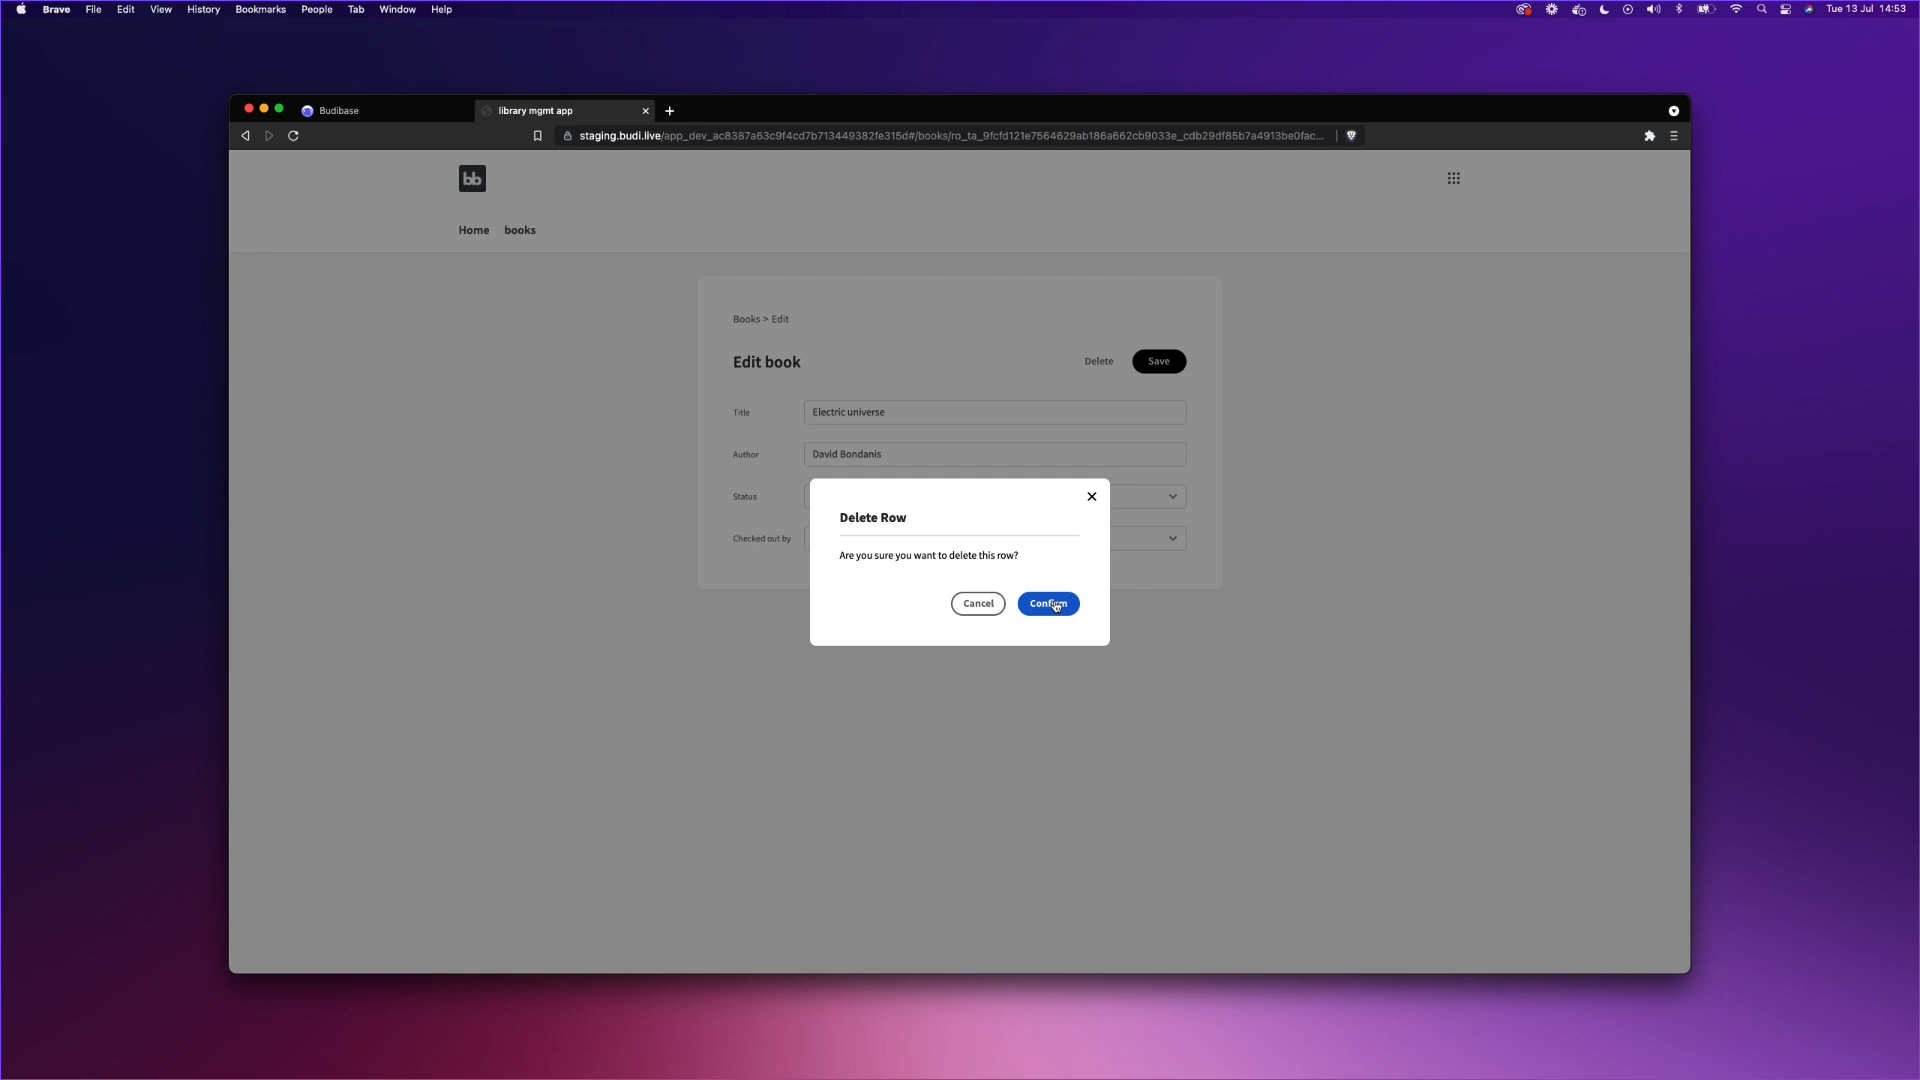 Brave File Edit View History Bookmarks People Tab Window Help Tue 13 Jul 14:53
Budibase library mgmt app
staging.budi.live/app_dev_ac8387a63c9f4cd7b713449382fe315d#/books/ro_ta_9fcfd121e7564629ab186a662cb9033e_cdb29df85b7a4913be0fac...
bb
Home books
Books > Edit
Edit book Delete Save
Title Electric universe
Author David Bondanis
Status
Checked out by
Delete Row
Are you sure you want to delete this row?
Cancel Confirm